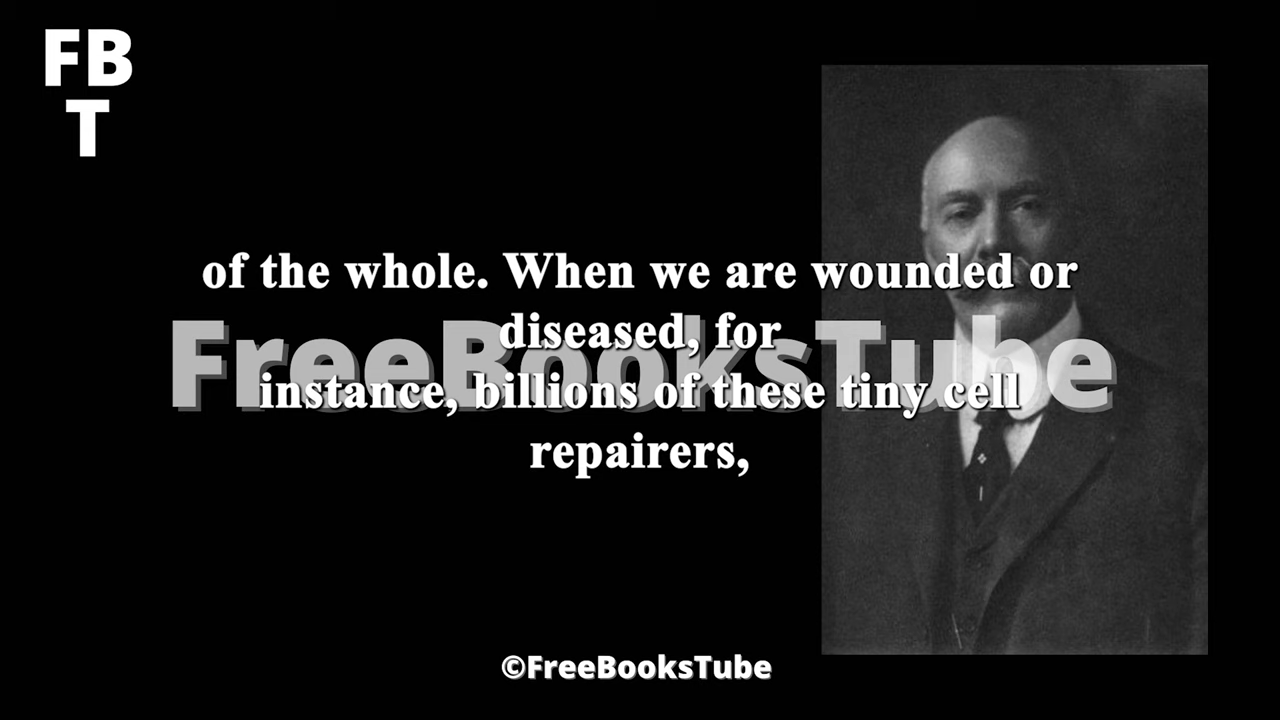 FB
T
of the whole. When we are wounded or
diseased, for
FreeBooksTube
instance, billions of these tiny cell
repairers,
©FreeBooksTube